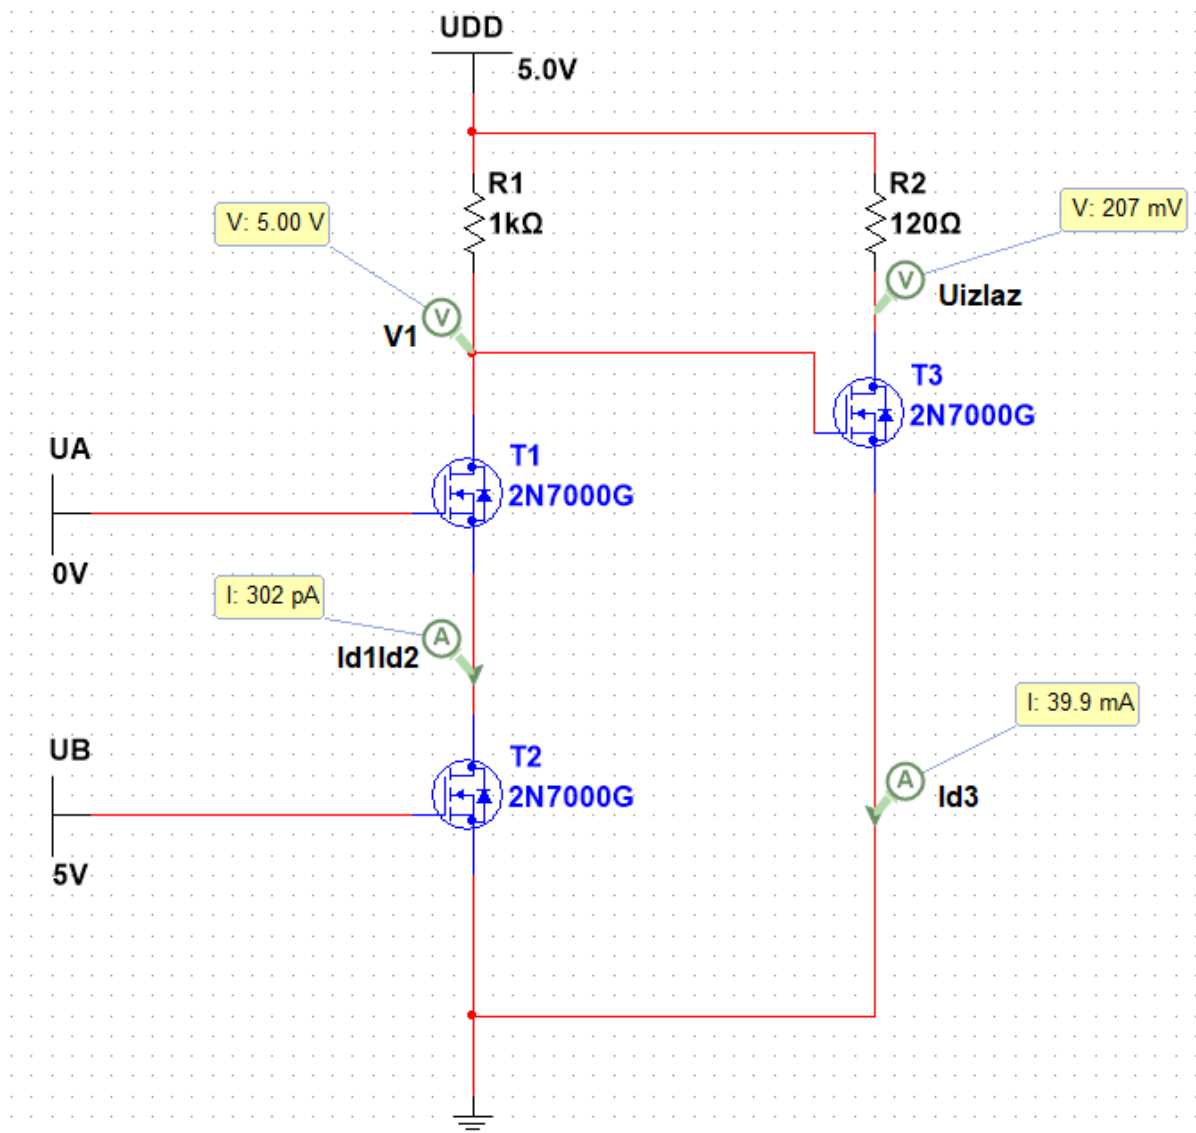 UDD
5.0V
R1
1kΩ
R2
120Ω
V: 5.00 V
V: 207 mV
V
V1
V
Uizlaz
T3
2N7000G
UA
T1
2N7000G
0V
I: 302 pA
A
Id1Id2
I: 39.9 mA
UB
T2
2N7000G
A
Id3
5V